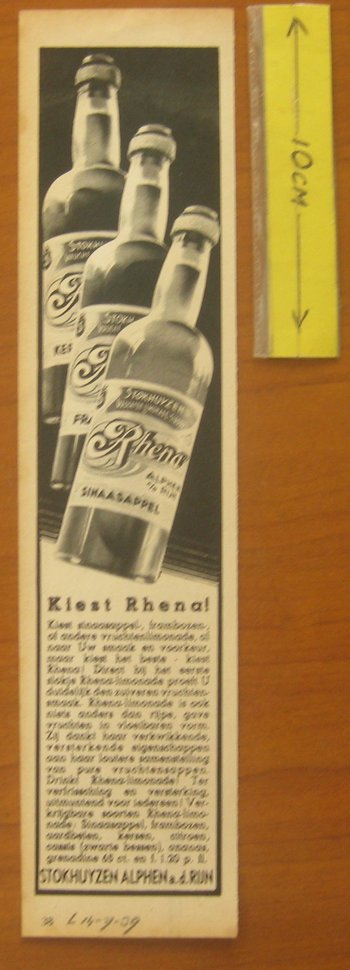 10CM
STOKHUYZEN
KER
STOKHUYZEN
FRA
STOKHUYZEN
Rhena
ALPHEN
a/d RIJN
SINAASAPPEL
Kiest Rhena!
Kiest sinaasappel-, frambozen-,
of andere vruchtenlimonade, al
naar Uw smaak en voorkeur,
maar kiest het beste - kiest
Rhena! Direct bij het eerste
slokje Rhena-limonade proeft U
duidelijk den zuiveren vruchten-
smaak. Rhena-limonade is ook
niets anders dan rijpe, gave
vruchten in vloeibaren vorm.
Zij dankt haar verkwikkende,
versterkende eigenschappen
aan haar loutere samenstelling
van pure vruchtensappen.
Drinkt Rhena-limonade! Ter
verfrissching en versterking,
uitmuntend voor iedereen! Ver-
krijgbare soorten Rhena-limo-
nade: Sinaasappel, frambozen,
aardbeien, kersen, citroen,
cassis (zwarte bessen), ananas,
grenadine 65 ct. en f. 1.20 p. fl.
STOKHUYZEN ALPHEN a.d. RIJN